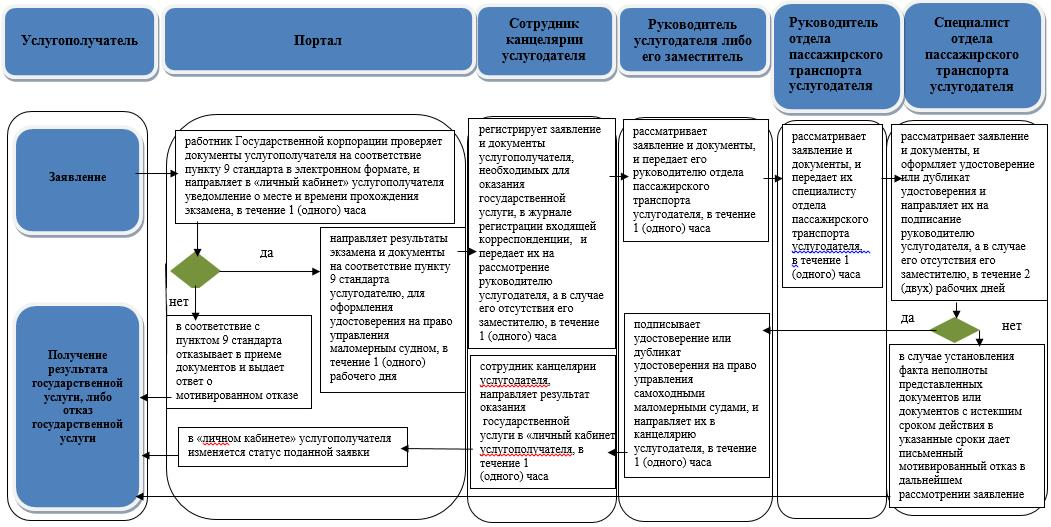 Услугополучатель
Портал
Сотрудник
канцелярии
услугодателя
Руководитель
услугодателя либо
его заместитель
Руководитель
отдела
пассажирского
транспорта
услугодателя
Специалист
отдела
пассажирского
транспорта
услугодателя
Заявление
работник Государственной корпорации проверяет
документы услугополучателя на соответствие
пункту 9 стандарта в электронном формате, и
направляет в «личный кабинет» услугополучателя
уведомление о месте и времени прохождения
экзамена, в течение 1 (одного) часа
да
нет
направляет результаты
экзамена и документы
на соответствие пункту
9 стандарта
услугодателю, для
оформления
удостоверения на право
управления
маломерным судном, в
течение 1 (одного)
рабочего дня
в соответствие с
пунктом 9 стандарта
отказывает в приеме
документов и выдает
ответ о
мотивированном отказе
в «личном кабинете» услугополучателя
изменяется статус поданной заявки
регистрирует заявление
и документы
услугополучателя,
необходимых для
оказания
государственной
услуги, в журнале
регистрации входящей
корреспонденции, и
передает их на
рассмотрение
руководителю
услугодателя, а в случае
его отсутствия его
заместителю, в течение
1 (одного) часа
сотрудник канцелярии
услугодателя,
направляет результат
оказания
государственной
услуги в «личный кабинет
услугополучателя, в
течение 1
(одного) часа
рассматривает
заявление и документы,
и передает его
руководителю отдела
пассажирского
транспорта
услугодателя, в течение
1 (одного) часа
подписывает
удостоверение или
дубликат
удостоверения на право
управления
самоходными
маломерными судами, и
направляет их в
канцелярию
услугодателя, в течение
1 (одного) часа
рассматривает
заявление и
документы, и
передает их
специалисту
отдела
пассажирского
транспорта
услугодателя,
в течение 1
(одного) часа
рассматривает заявление
и документы, и
оформляет удостоверение
или дубликат
удостоверения и
направляет их на
подписание
руководителю
услугодателя, а в случае
его отсутствия его
заместителю, в течение 2
(двух) рабочих дней
да
нет
в случае установления
факта неполноты
представленных
документов или
документов с истекшим
сроком действия в
указанные сроки дает
письменный
мотивированный отказ в
дальнейшем
рассмотрении заявление
Получение
результата
государственной
услуги, либо
отказ
государственной
услуги